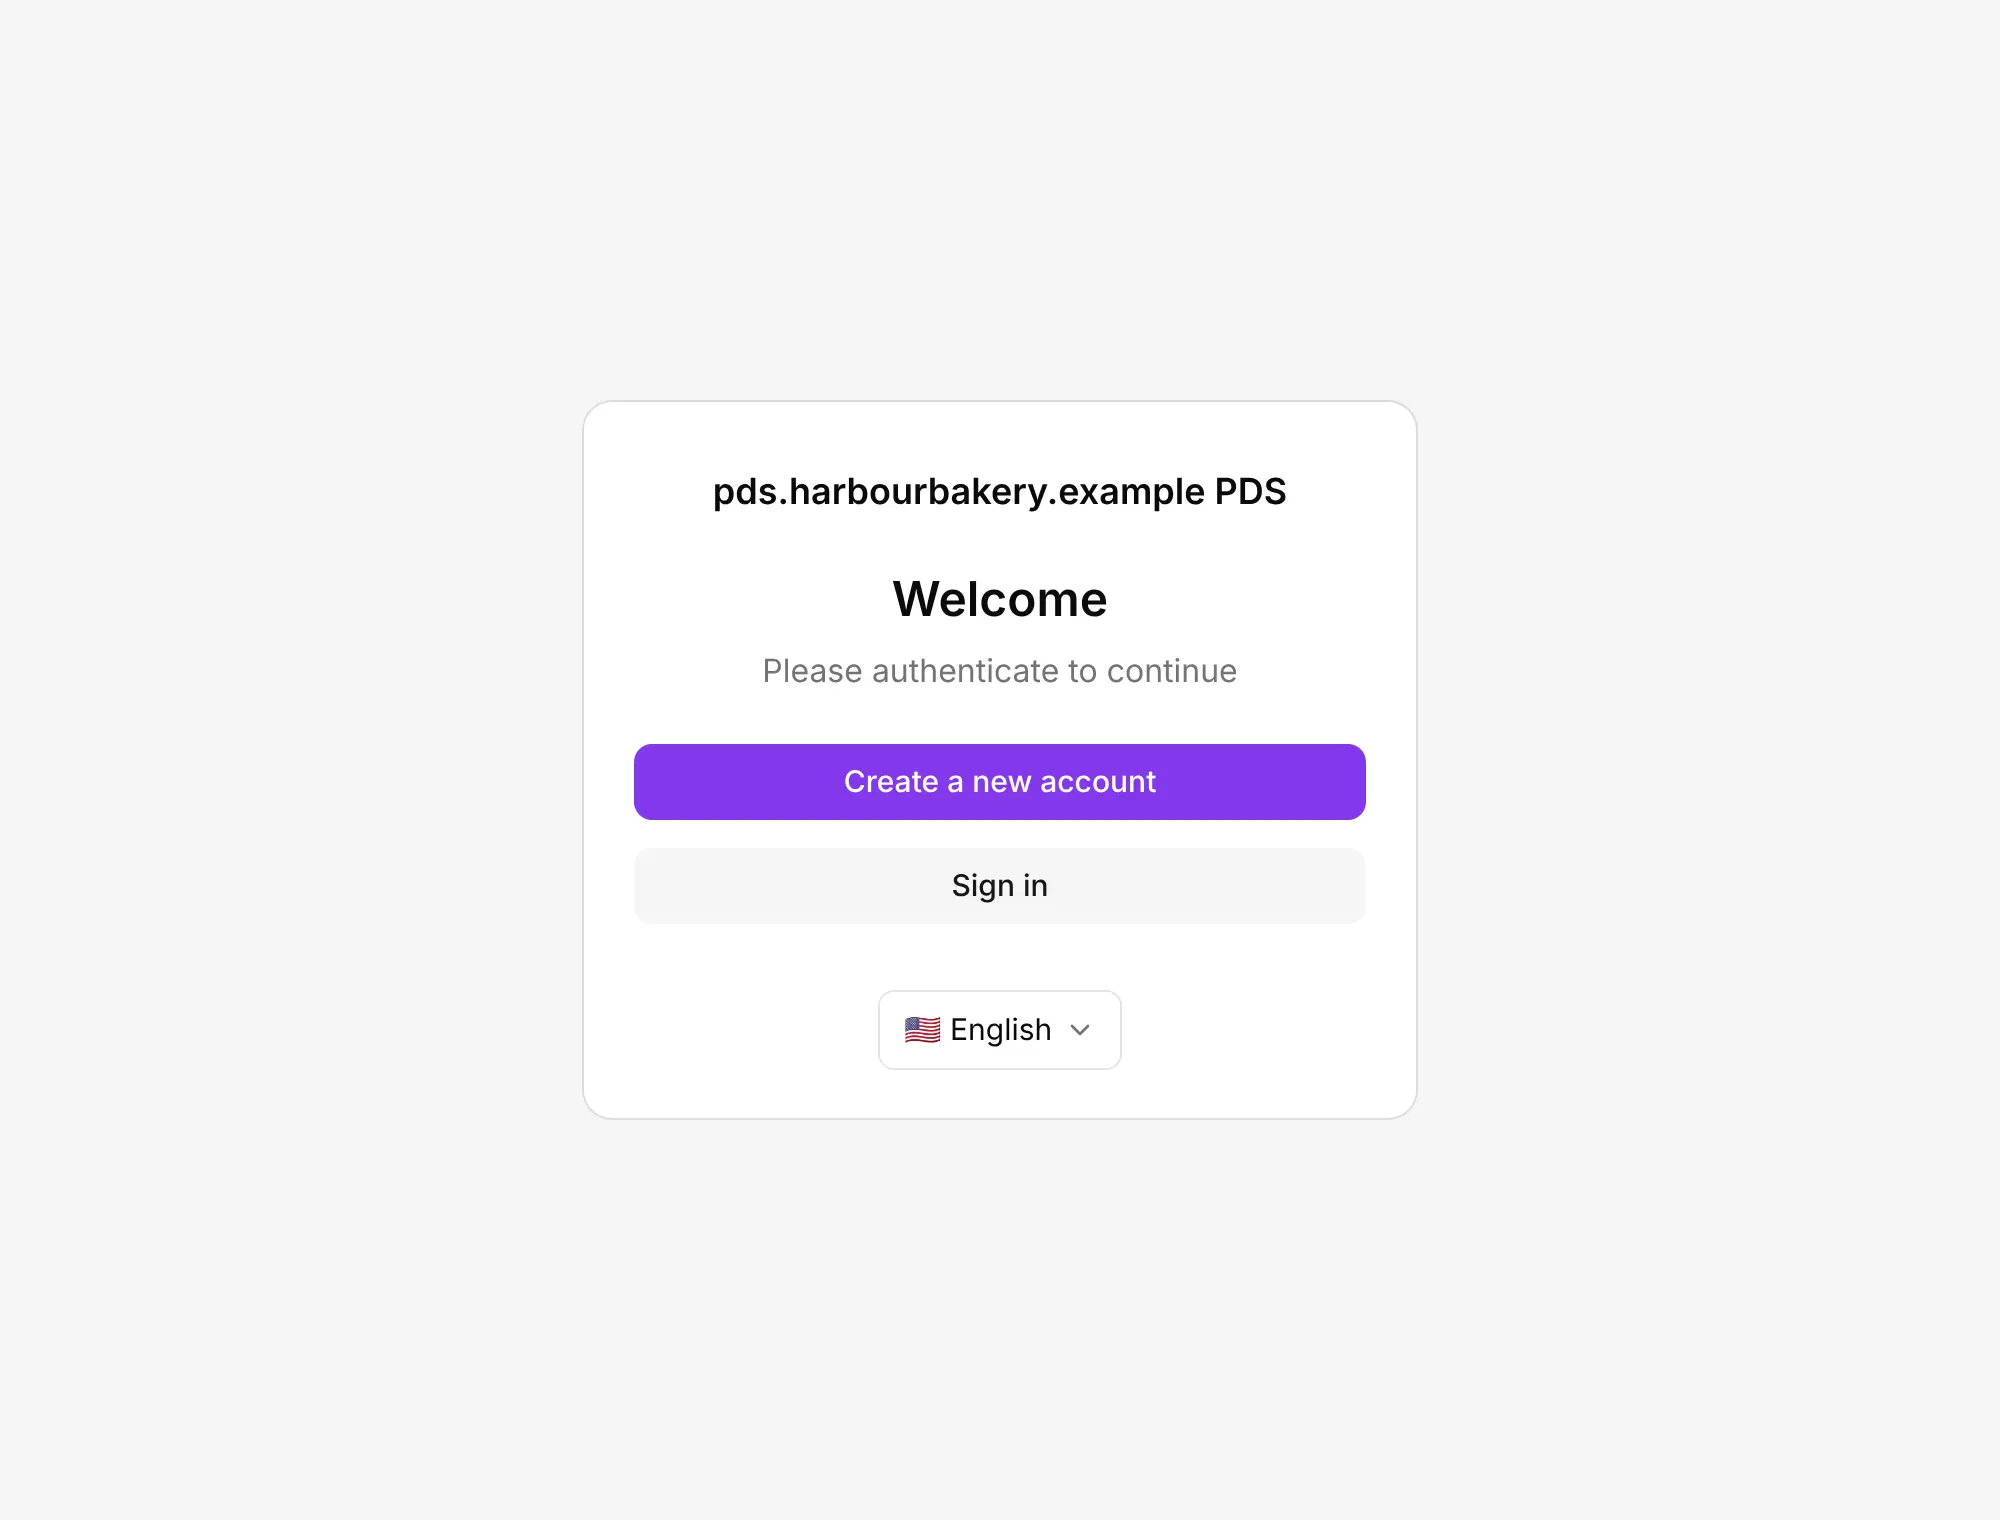 pds.harbourbakery.example PDS
Welcome
Please authenticate to continue
Create a new account
Sign in
🇺🇸 English